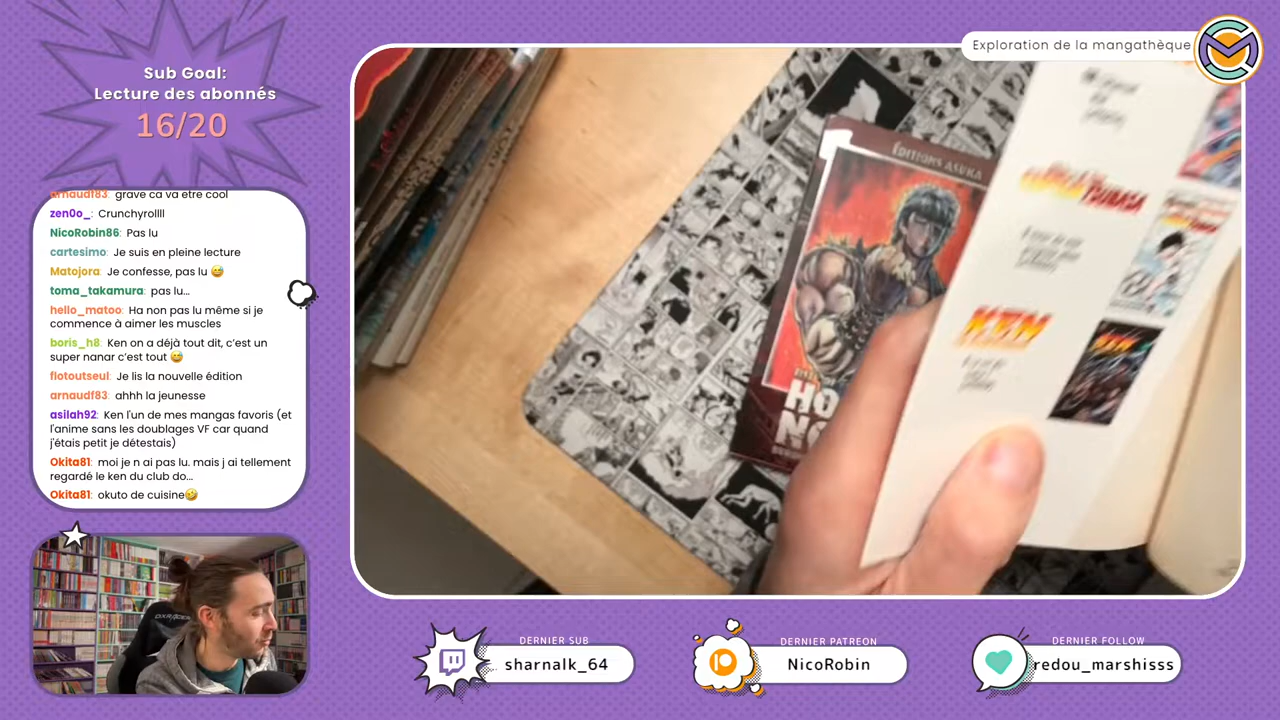 Sub Goal:
Lecture des abonnés
16/20
arnaudf83: grave ca va etre cool
zen0o_: Crunchyrollll
NicoRobin86: Pas lu
cartesimo: Je suis en pleine lecture
Matojora: Je confesse, pas lu 😅
toma_takamura: pas lu...
hello_matoo: Ha non pas lu même si je
commence à aimer les muscles
boris_h8: Ken on a déjà tout dit, c’est un
super nanar c’est tout 😅
flotoutseul: Je lis la nouvelle édition
arnaudf83: ahhh la jeunesse
asilah92: Ken l'un de mes mangas favoris (et
l'anime sans les doublages VF car quand
j'étais petit je détestais)
Okita81: moi je n ai pas lu. mais j ai tellement
regardé le ken du club do...
Okita81: okuto de cuisine🤣
Exploration de la mangathèque
ÉDITIONS ASUKA
TSUBASA
KEN
DERNIER SUB
sharnalk_64
DERNIER PATREON
NicoRobin
DERNIER FOLLOW
redou_marshisss